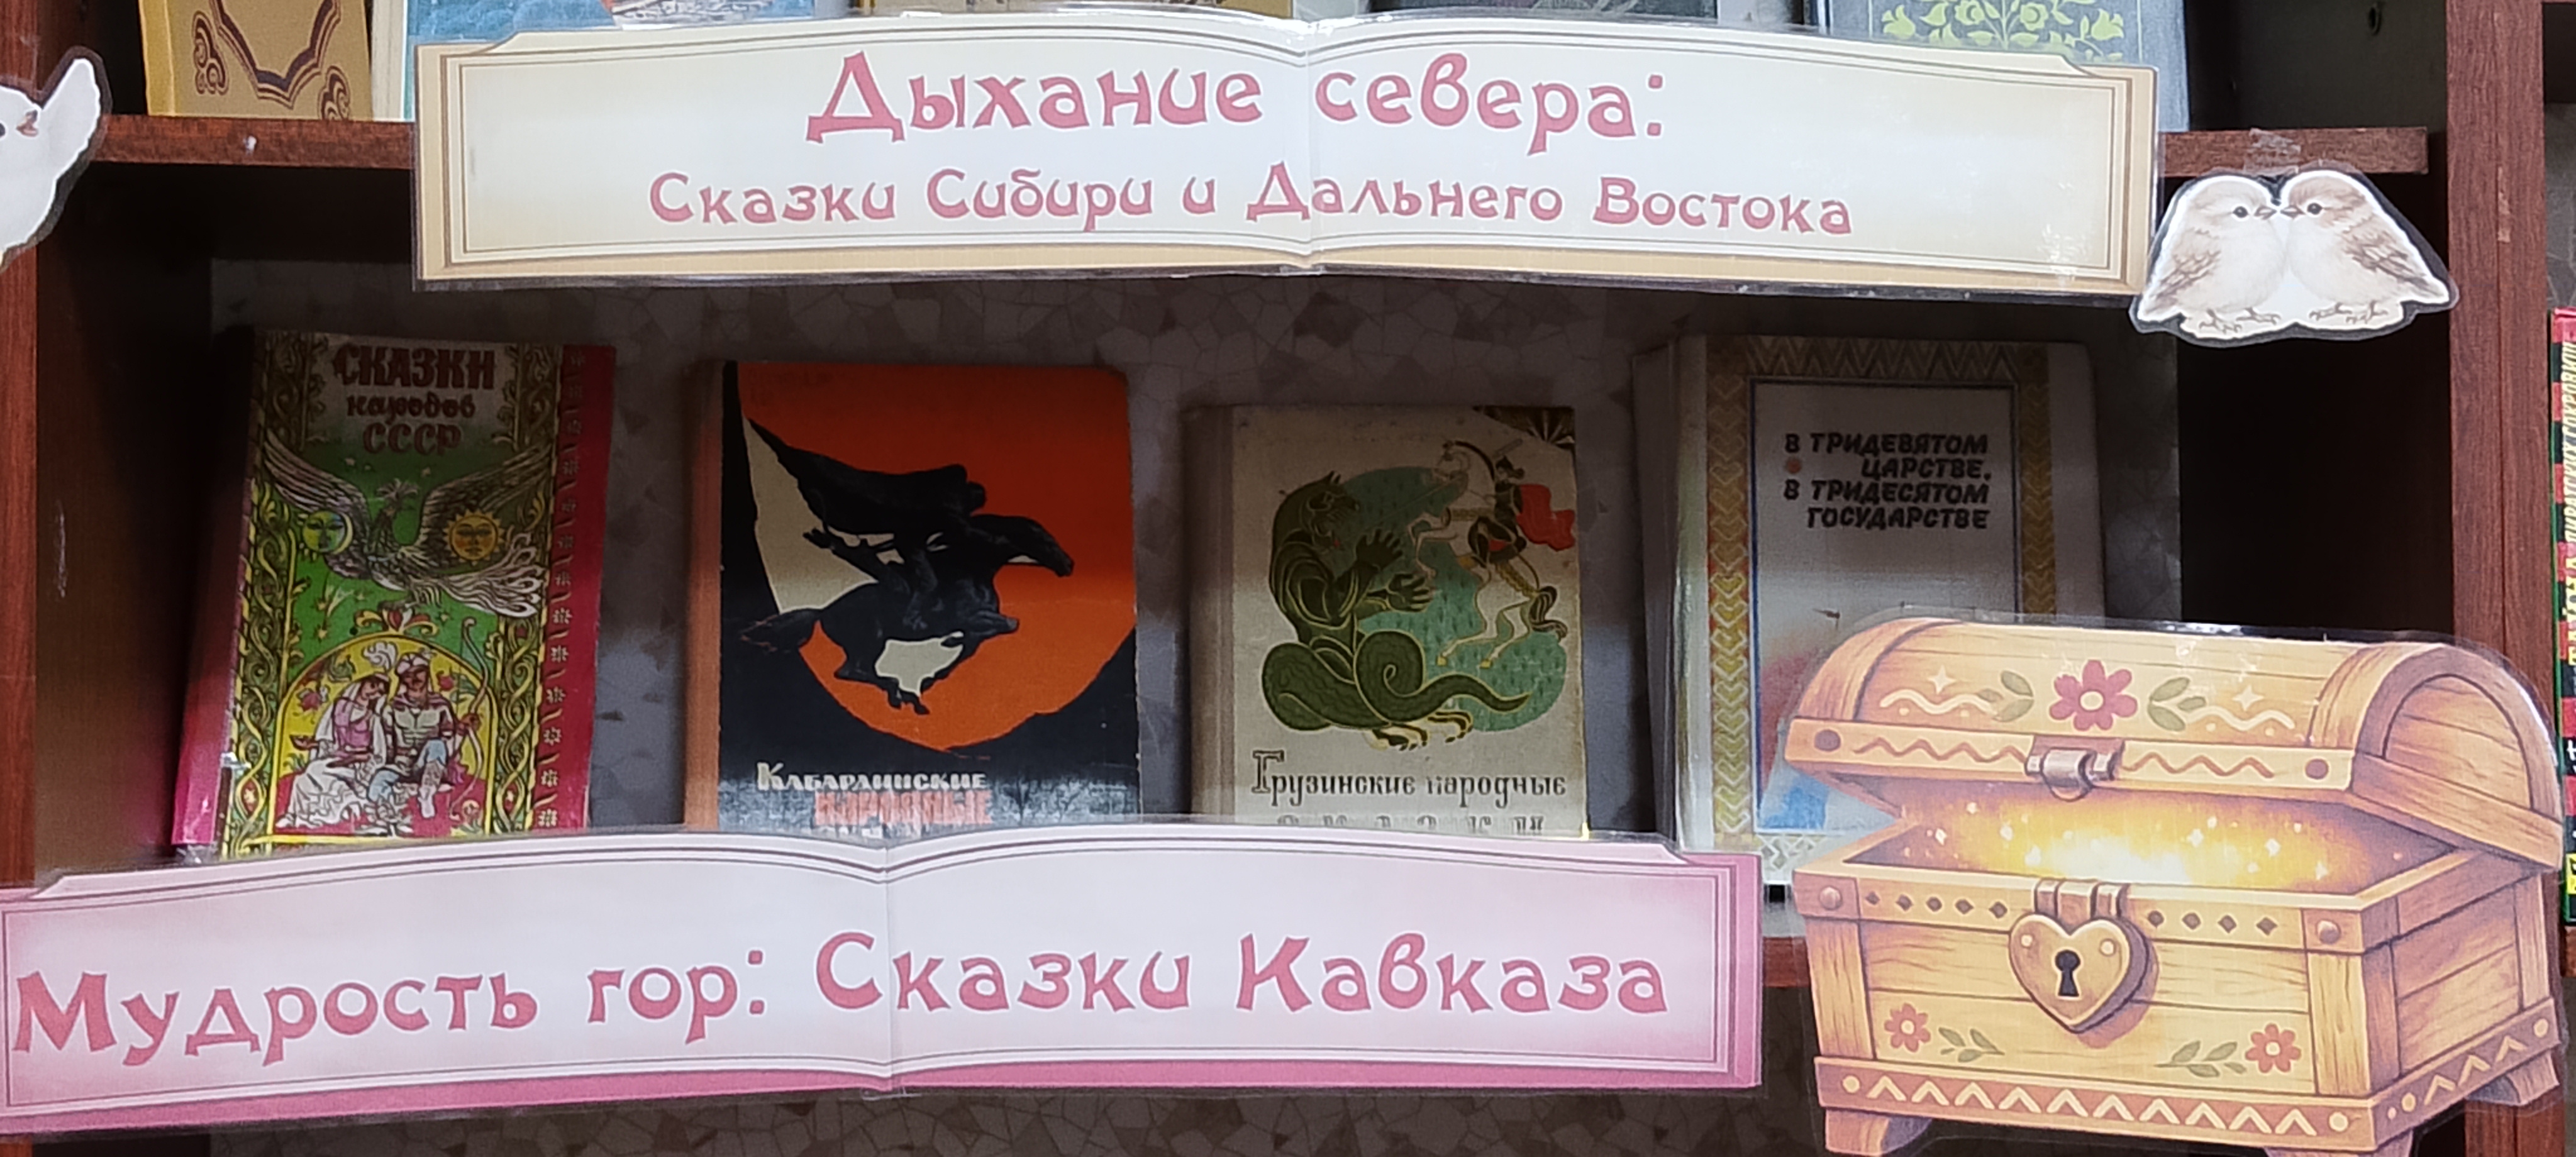 Дыхание севера:
Сказки Сибири и Дальнего Востока
СКАЗКИ
народов
СССР
Кабардинские
НАРОДНЫЕ
Грузинские народные
СКАЗКИ
В ТРИДЕВЯТОМ
ЦАРСТВЕ,
В ТРИДЕСЯТОМ
ГОСУДАРСТВЕ
Мудрость гор: Сказки Кавказа